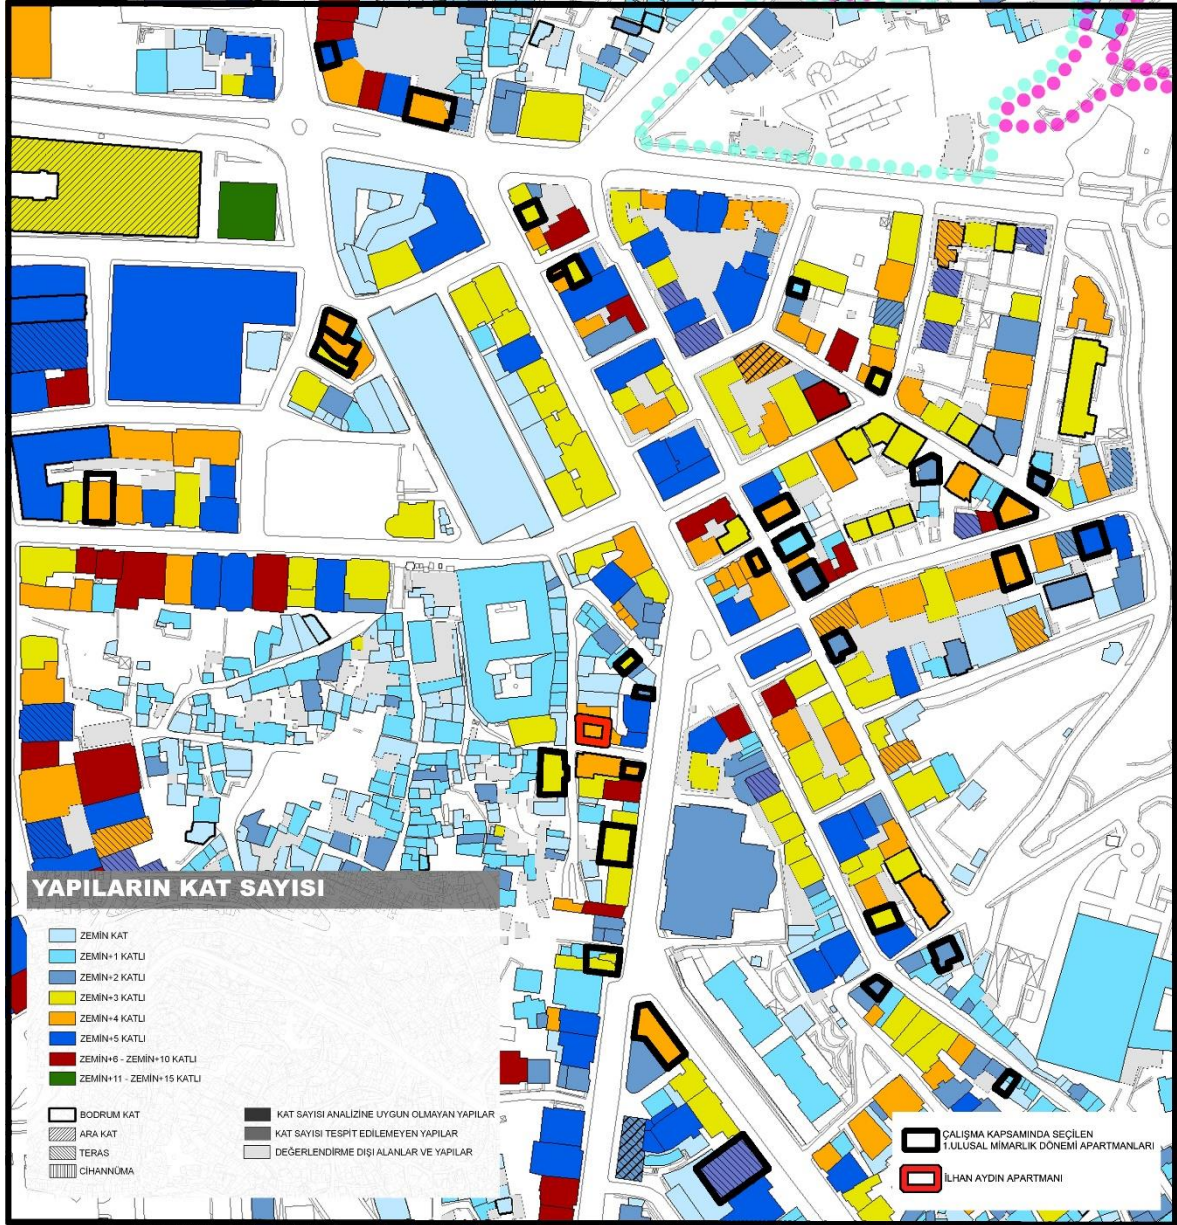 YAPILARIN KAT SAYISI
ZEMİN KAT
ZEMİN+1 KATLI
ZEMİN+2 KATLI
ZEMİN+3 KATLI
ZEMİN+4 KATLI
ZEMİN+5 KATLI
ZEMİN+6 - ZEMİN+10 KATLI
ZEMİN+11 - ZEMİN+15 KATLI
BODRUM KAT
ARA KAT
TERAS
CİHANNÜMA
KAT SAYISI ANALİZİNE UYGUN OLMAYAN YAPILAR
KAT SAYISI TESPİT EDİLEMEYEN YAPILAR
DEĞERLENDİRME DIŞI ALANLAR VE YAPILAR
ÇALIŞMA KAPSAMINDA SEÇİLEN
1.ULUSAL MİMARLIK DÖNEMİ APARTMANLARI
İLHAN AYDIN APARTMANI